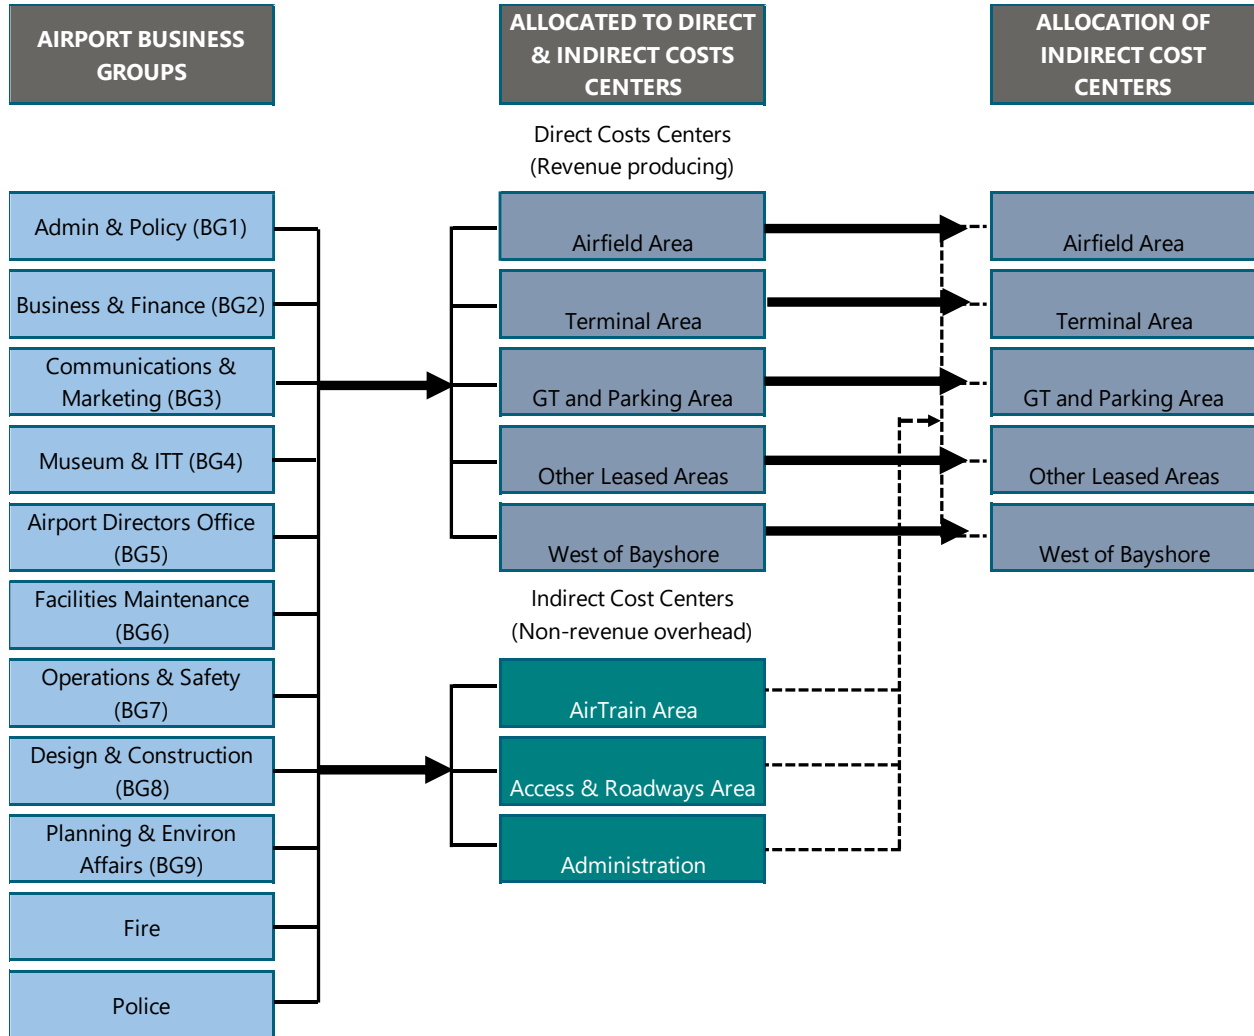 AIRPORT BUSINESS
GROUPS
ALLOCATED TO DIRECT
& INDIRECT COSTS
CENTERS
ALLOCATION OF
INDIRECT COST
CENTERS
Direct Costs Centers
(Revenue producing)
Admin & Policy (BG1)
Business & Finance (BG2)
Communications &
Marketing (BG3)
Museum & ITT (BG4)
Airport Directors Office
(BG5)
Facilities Maintenance
(BG6)
Operations & Safety
(BG7)
Design & Construction
(BG8)
Planning & Environ
Affairs (BG9)
Fire
Police
Airfield Area
Terminal Area
GT and Parking Area
Other Leased Areas
West of Bayshore
Indirect Cost Centers
(Non-revenue overhead)
AirTrain Area
Access & Roadways Area
Administration
Airfield Area
Terminal Area
GT and Parking Area
Other Leased Areas
West of Bayshore